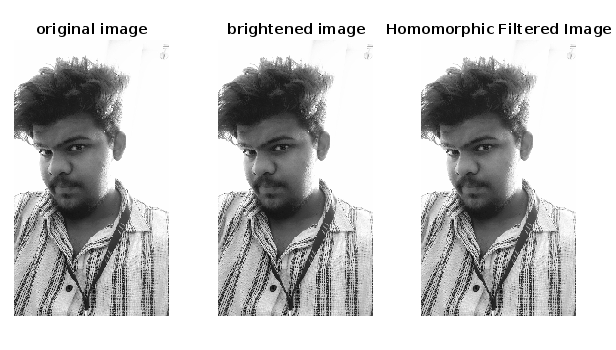 original image
brightened image
Homomorphic Filtered Image